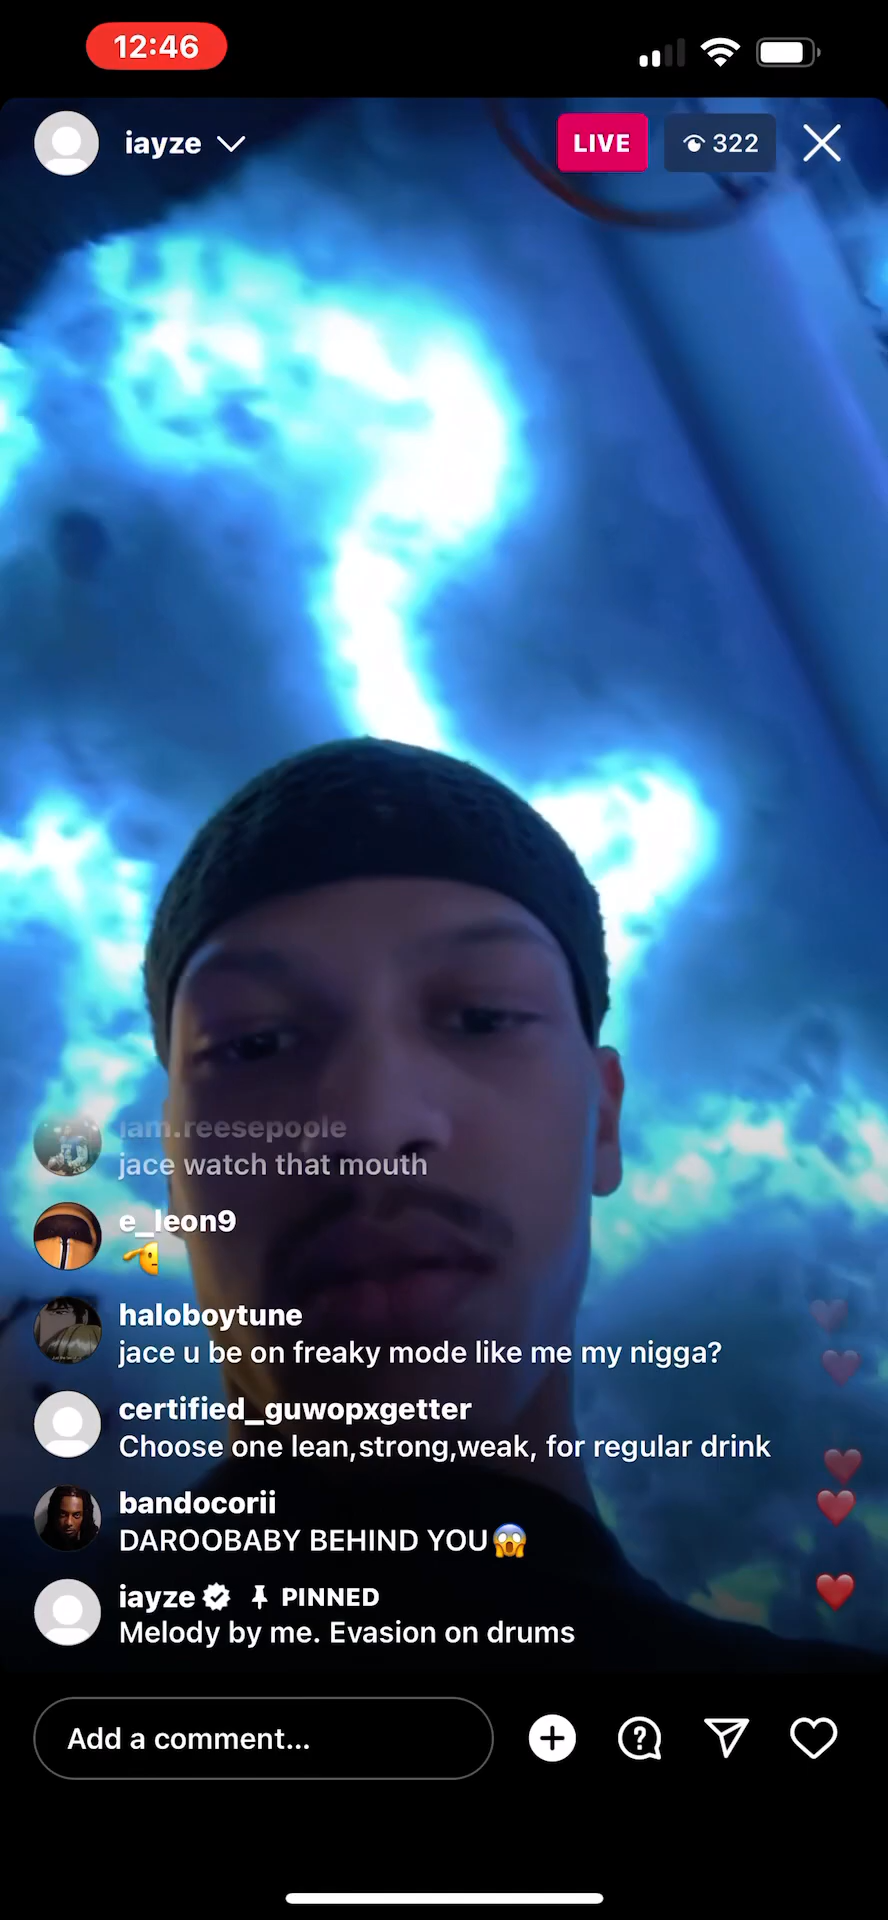 12:46
iayze
LIVE
322
iam.reesepoole
jace watch that mouth
e_leon9
🫡
haloboytune
jace u be on freaky mode like me my nigga?
certified_guwopxgetter
Choose one lean,strong,weak, for regular drink
bandocorii
DAROOBABY BEHIND YOU😱
iayze PINNED
Melody by me. Evasion on drums
Add a comment...